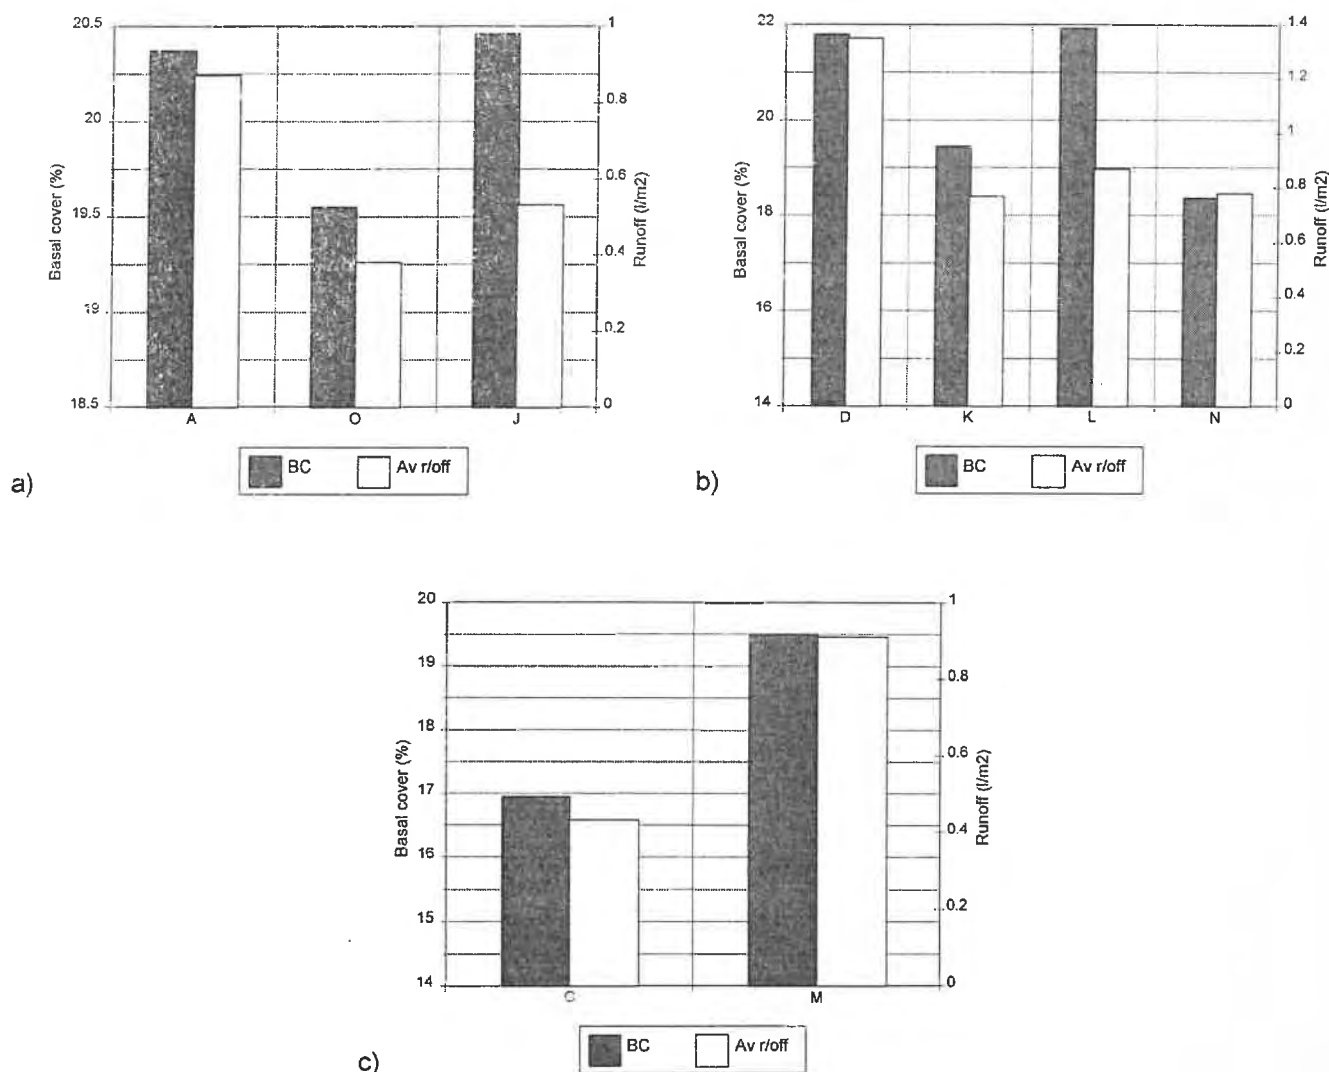 20.5
20
19.5
19
18.5
Basal cover (%)
1
0.8
0.6
0.4
0.2
0
Runoff (l/m2)
A O J
BC Av r/off
a)
22
20
18
16
14
Basal cover (%)
1.4
1.2
1
0.8
0.6
0.4
0.2
0
Runoff (l/m2)
D K L N
BC Av r/off
b)
20
19
18
17
16
15
14
Basal cover (%)
1
0.8
0.6
0.4
0.2
0
Runoff (l/m2)
C M
BC Av r/off
c)